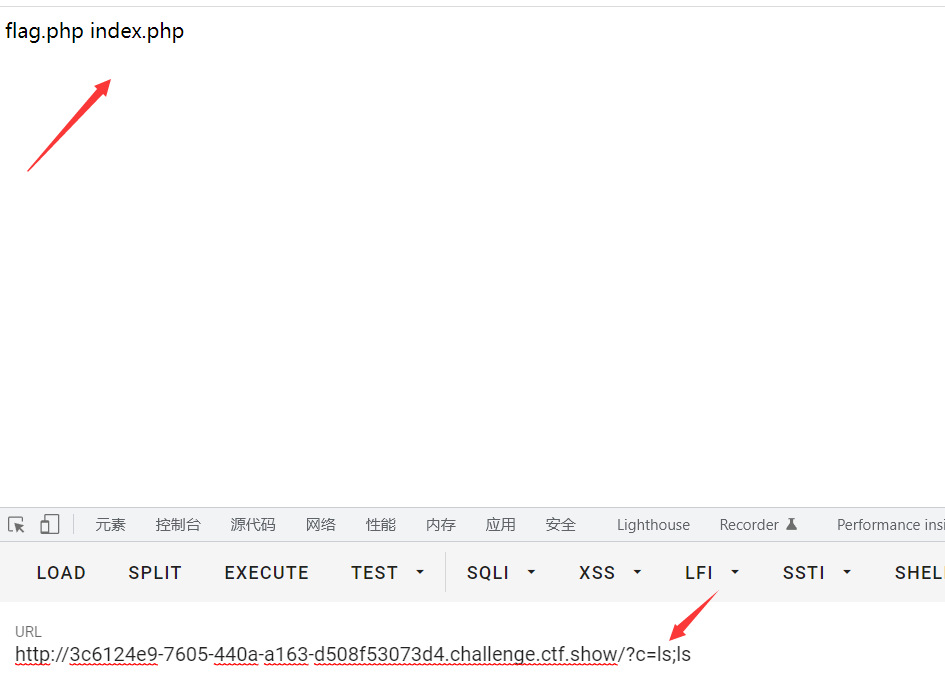 flag.php index.php
元素 控制台 源代码 网络 性能 内存 应用 安全 Lighthouse Recorder Performance insi
LOAD SPLIT EXECUTE TEST SQLI XSS LFI SSTI SHEL
URL
http://3c6124e9-7605-440a-a163-d508f53073d4.challenge.ctf.show/?c=ls;ls